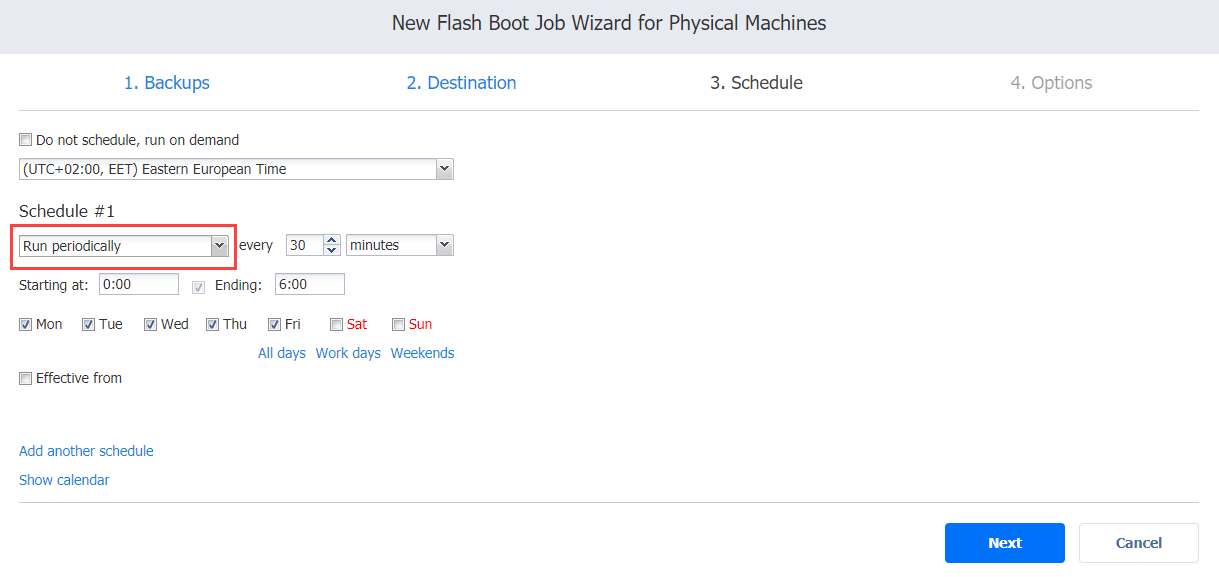 New Flash Boot Job Wizard for Physical Machines
1. Backups 2. Destination 3. Schedule 4. Options
Do not schedule, run on demand
(UTC+02:00, EET) Eastern European Time
Schedule #1
Run periodically every 30 minutes
Starting at: 0:00 Ending: 6:00
Mon Tue Wed Thu Fri Sat Sun
All days Work days Weekends
Effective from
Add another schedule
Show calendar
Next Cancel